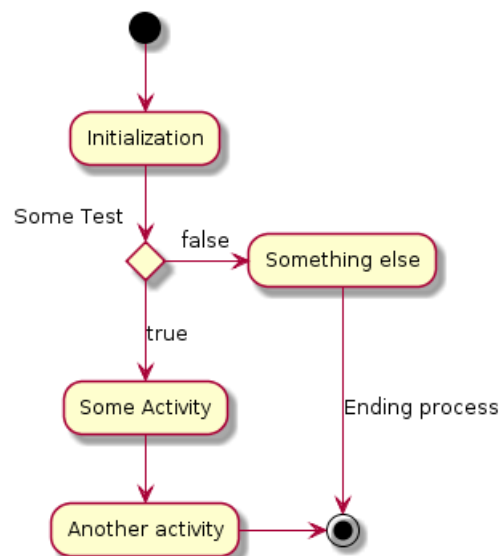 Initialization
Some Test
false
Something else
true
Some Activity
Ending process
Another activity